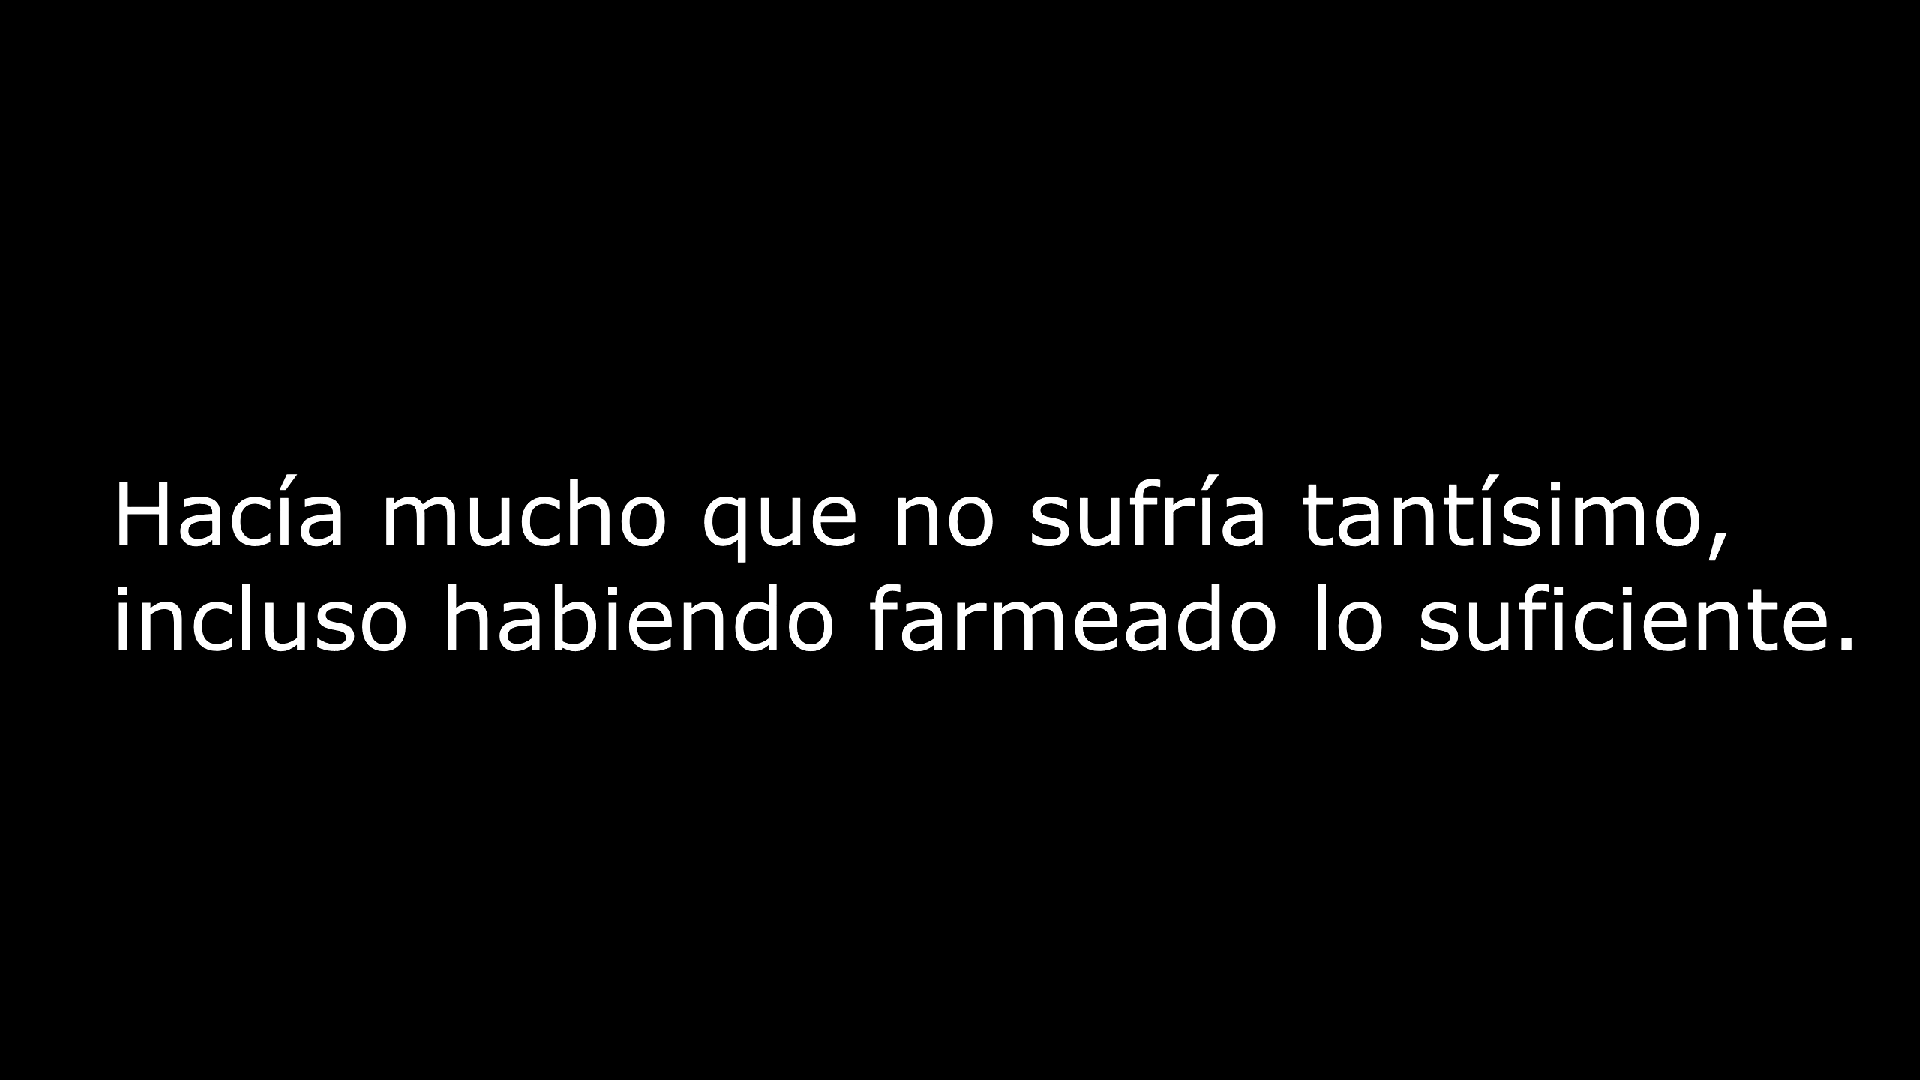 Hacía mucho que no sufría tantísimo,
incluso habiendo farmeado lo suficiente.